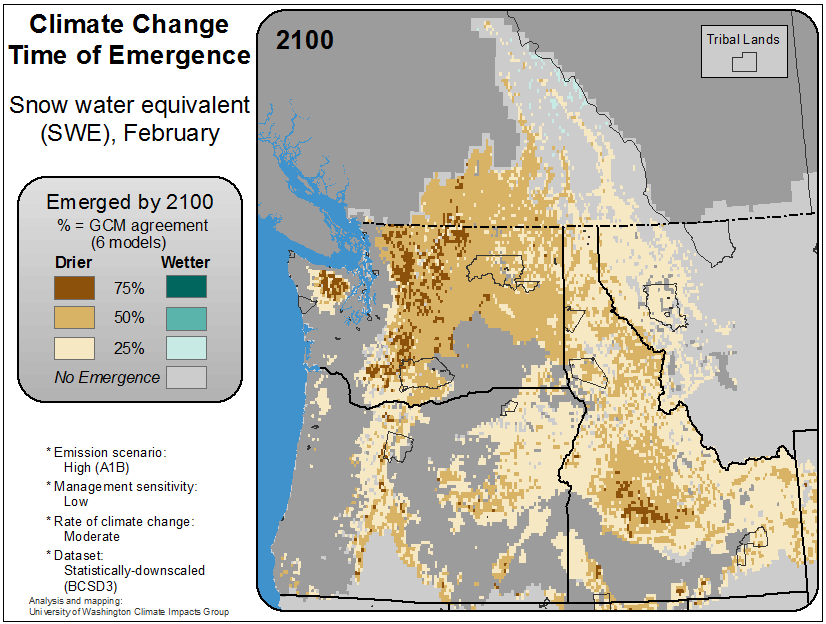 Climate Change
Time of Emergence
Snow water equivalent
(SWE), February
Emerged by 2100
% = GCM agreement
(6 models)
Drier Wetter
75%
50%
25%
No Emergence
* Emission scenario:
High (A1B)
* Management sensitivity:
Low
* Rate of climate change:
Moderate
* Dataset:
Statistically-downscaled
(BCSD3)
Analysis and mapping:
University of Washington Climate Impacts Group
2100
Tribal Lands